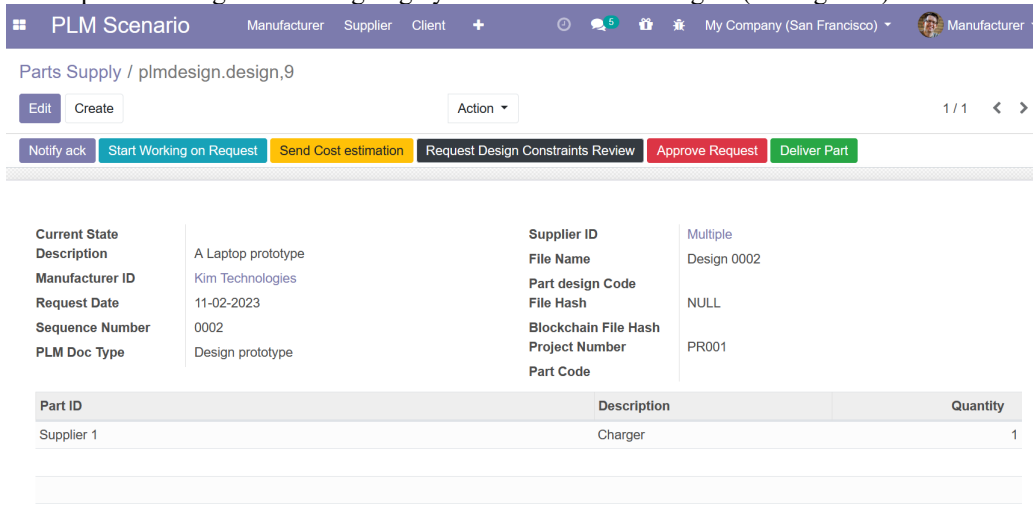 PLM Scenario Manufacturer Supplier Client + 5 My Company (San Francisco) Manufacturer
Parts Supply / plmdesign.design,9
Edit Create Action 1 / 1
Notify ack Start Working on Request Send Cost estimation Request Design Constraints Review Approve Request Deliver Part
Current State
Description A Laptop prototype
Manufacturer ID Kim Technologies
Request Date 11-02-2023
Sequence Number 0002
PLM Doc Type Design prototype
Supplier ID Multiple
File Name Design 0002
Part design Code
File Hash NULL
Blockchain File Hash
Project Number PR001
Part Code
Part ID Description Quantity
Supplier 1 Charger 1